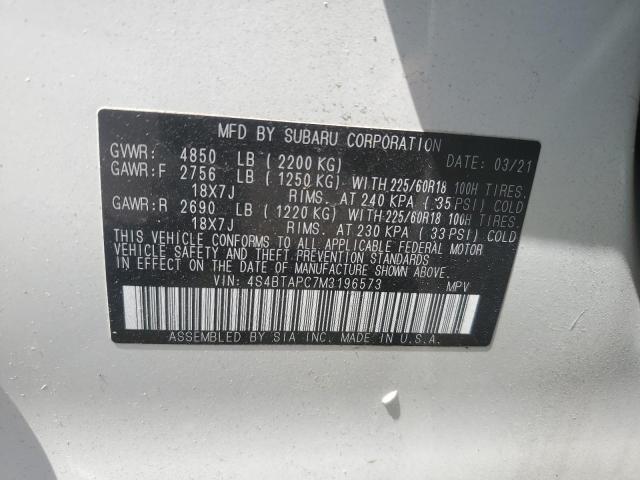 MFD BY SUBARU CORPORATION
GVWR: 4850 LB (2200 KG) DATE: 03/21
GAWR:F 2756 LB (1250 KG) WITH 225/60R18 100H TIRES.
18X7J RIMS. AT 240 KPA (35 PSI) COLD
GAWR:R 2690 LB (1220 KG) WITH 225/60R18 100H TIRES.
18X7J RIMS. AT 230 KPA (33 PSI) COLD
THIS VEHICLE CONFORMS TO ALL APPLICABLE FEDERAL MOTOR
VEHICLE SAFETY AND THEFT PREVENTION STANDARDS
IN EFFECT ON THE DATE OF MANUFACTURE SHOWN ABOVE.
VIN: 4S4BTAPC7M3196573 MPV
ASSEMBLED BY SIA INC. MADE IN U.S.A.